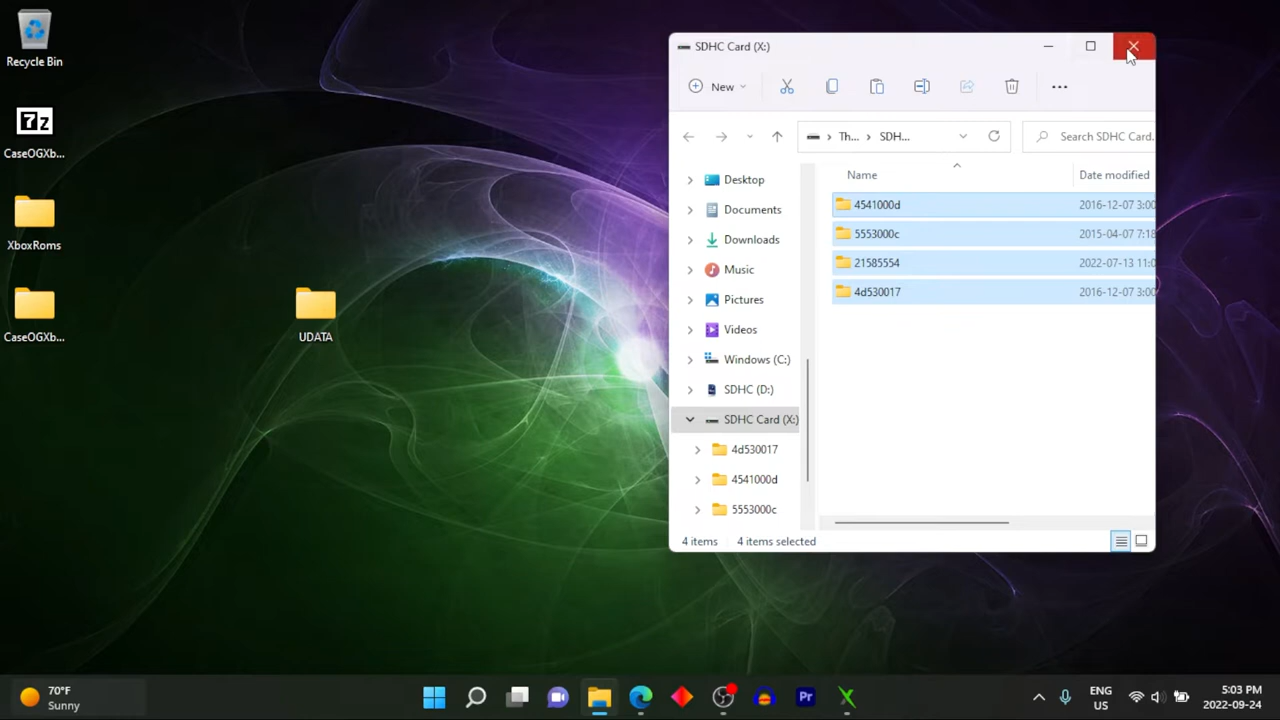 Recycle Bin
7z
CaseOGXb...
XboxRoms
CaseOGXb...
UDATA
SDHC Card (X:)
New
Th... SDH...
Search SDHC Card.
Name Date modified
Desktop
Documents
Downloads
Music
Pictures
Videos
Windows (C:)
SDHC (D:)
SDHC Card (X:)
4d530017
4541000d
5553000c
4541000d 2016-12-07 3:00
5553000c 2015-04-07 7:18
21585554 2022-07-13 11:0
4d530017 2016-12-07 3:00
4 items 4 items selected
70°F
Sunny
Pr
ENG
US
5:03 PM
2022-09-24